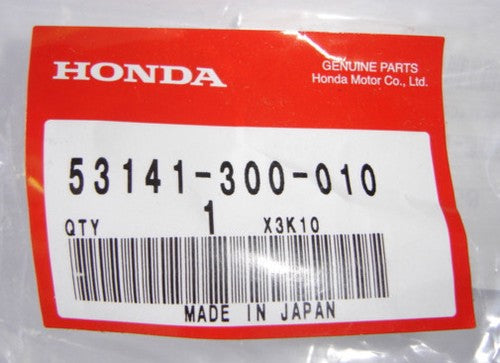 HONDA
GENUINE PARTS
Honda Motor Co., Ltd.
53141-300-010
QTY 1 X3K10
MADE IN JAPAN